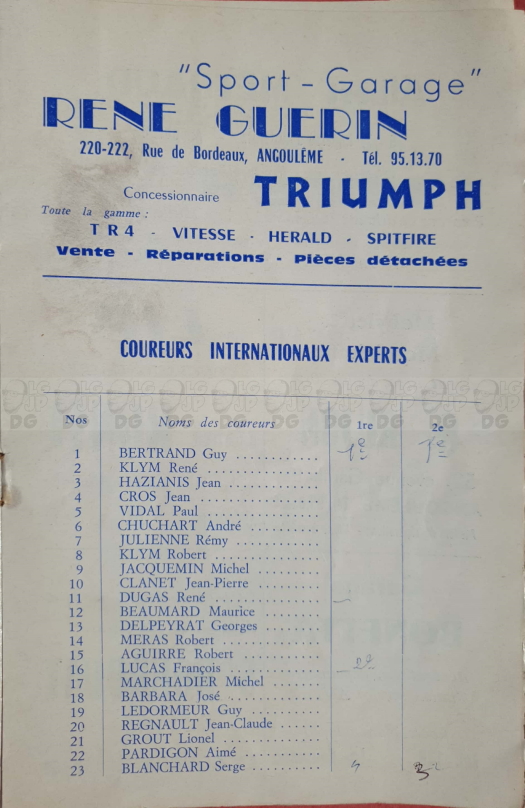 "Sport - Garage"
RENE GUERIN
220-222, Rue de Bordeaux, ANGOULÊME - Tél. 95.13.70
Concessionnaire TRIUMPH
Toute la gamme :
TR4 - VITESSE - HERALD - SPITFIRE
Vente - Réparations - Pièces détachées
COUREURS INTERNATIONAUX EXPERTS
Nos Noms des coureurs 1re 2e
1 BERTRAND Guy ............ 1e 1e
2 KLYM René ................
3 HAZIANIS Jean .............
4 CROS Jean ................
5 VIDAL Paul ...............
6 CHUCHART André ..........
7 JULIENNE Rémy ............
8 KLYM Robert ..............
9 JACQUEMIN Michel .........
10 CLANET Jean-Pierre ........
11 DUGAS René ...............
12 BEAUMARD Maurice ........
13 DELPEYRAT Georges ........
14 MERAS Robert .............
15 AGUIRRE Robert ..........
16 LUCAS François ............
17 MARCHADIER Michel .......
18 BARBARA José .............
19 LEDORMEUR Guy ..........
20 REGNAULT Jean-Claude ......
21 GROUT Lionel .............
22 PARDIGON Aimé ..........
23 BLANCHARD Serge ..........